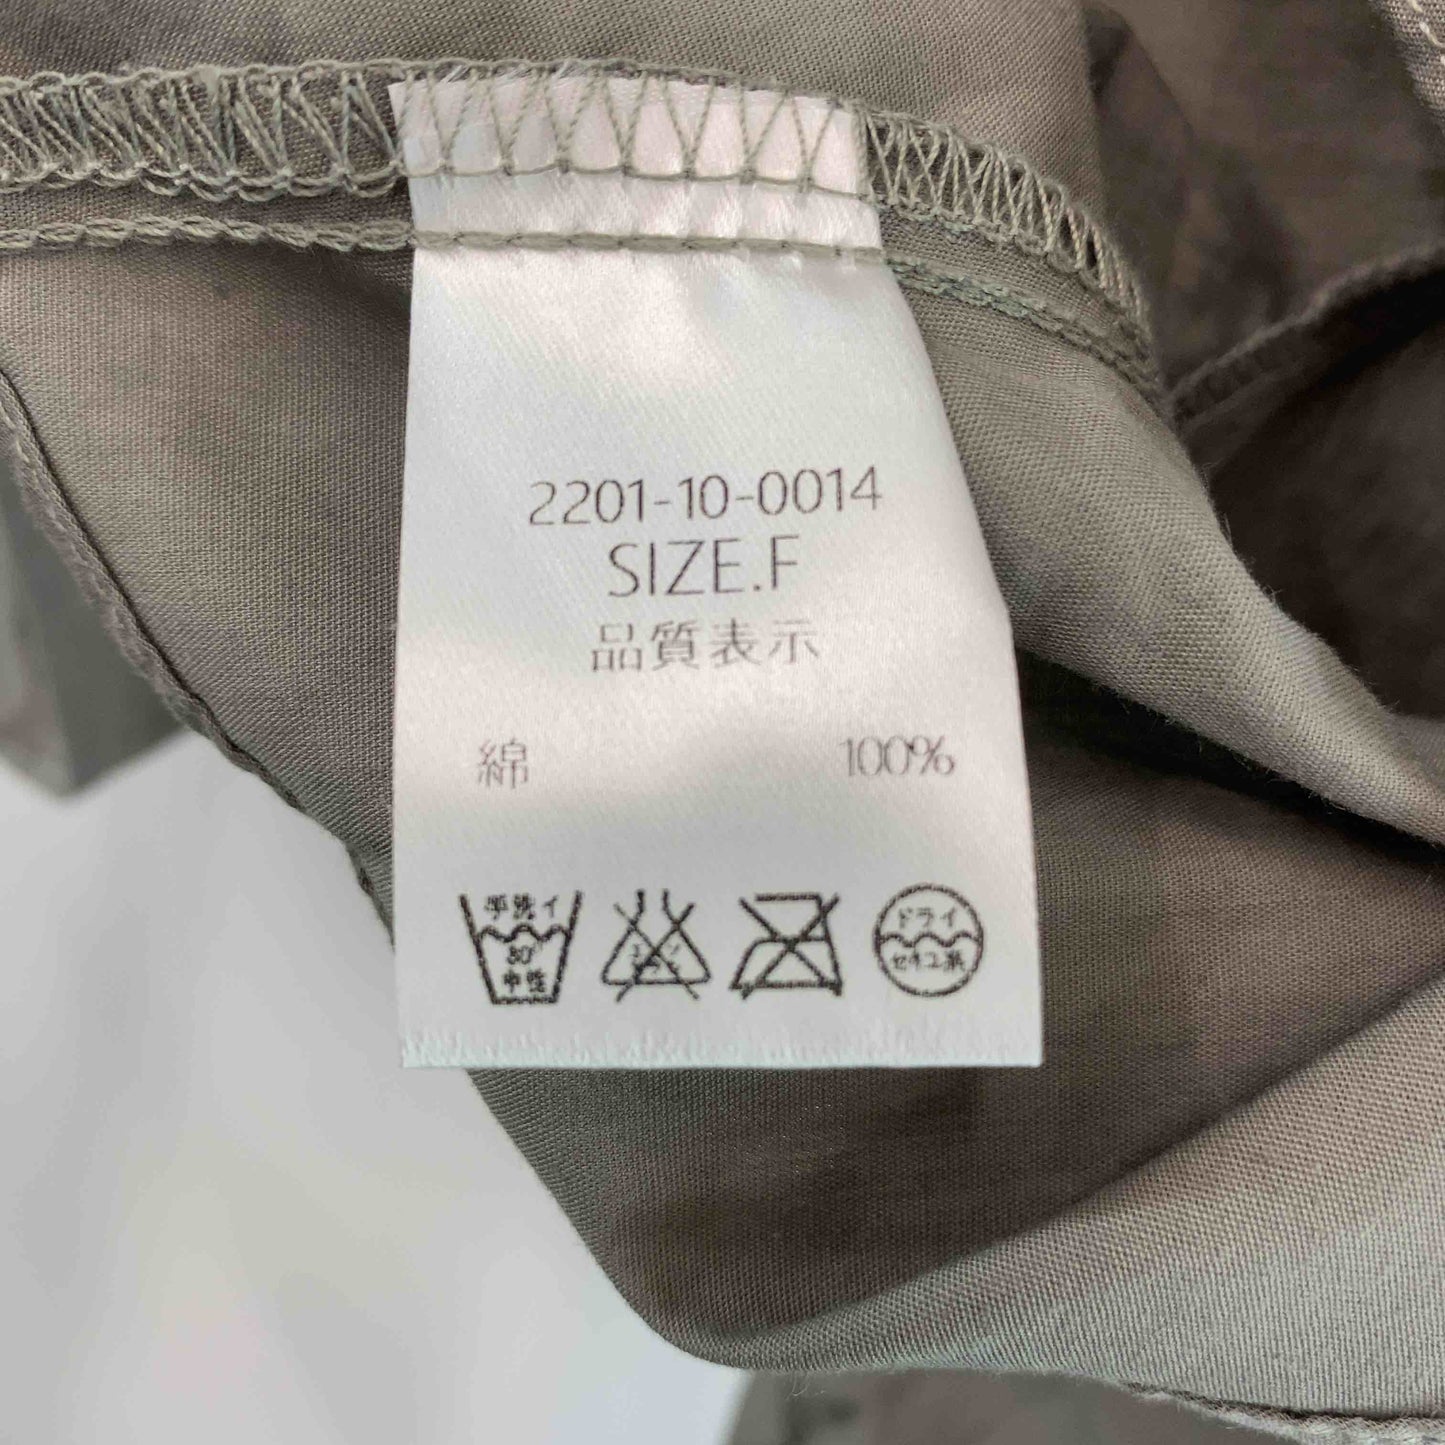 2201-10-0014
SIZE.F
品質表示
綿 100%
手洗イ ドライ
30 中性 セキユ系